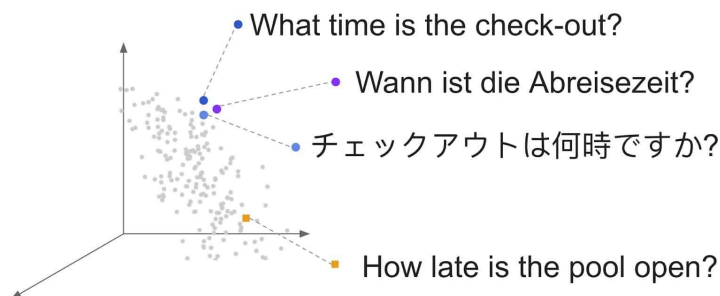 What time is the check-out?
Wann ist die Abreisezeit?
チェックアウトは何時ですか?
How late is the pool open?